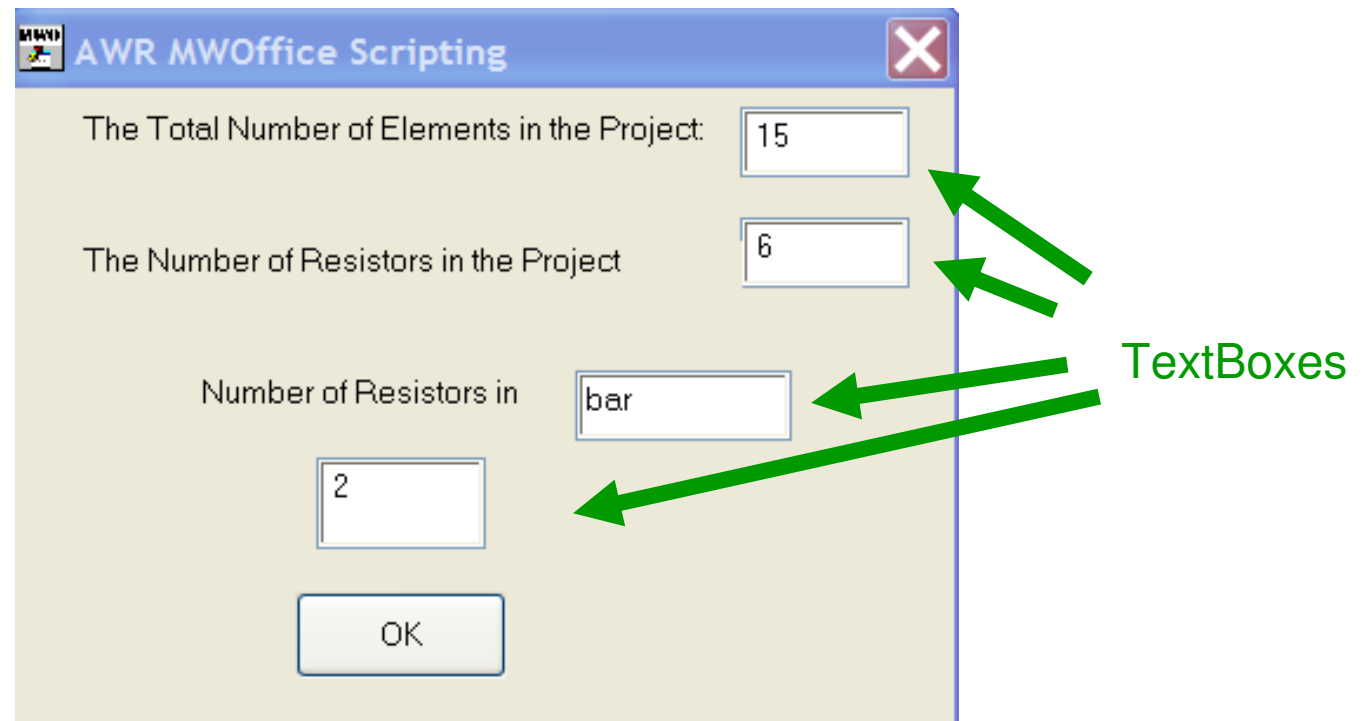 MWO
AWR MWOffice Scripting
The Total Number of Elements in the Project:
15
The Number of Resistors in the Project
6
TextBoxes
Number of Resistors in
bar
2
OK